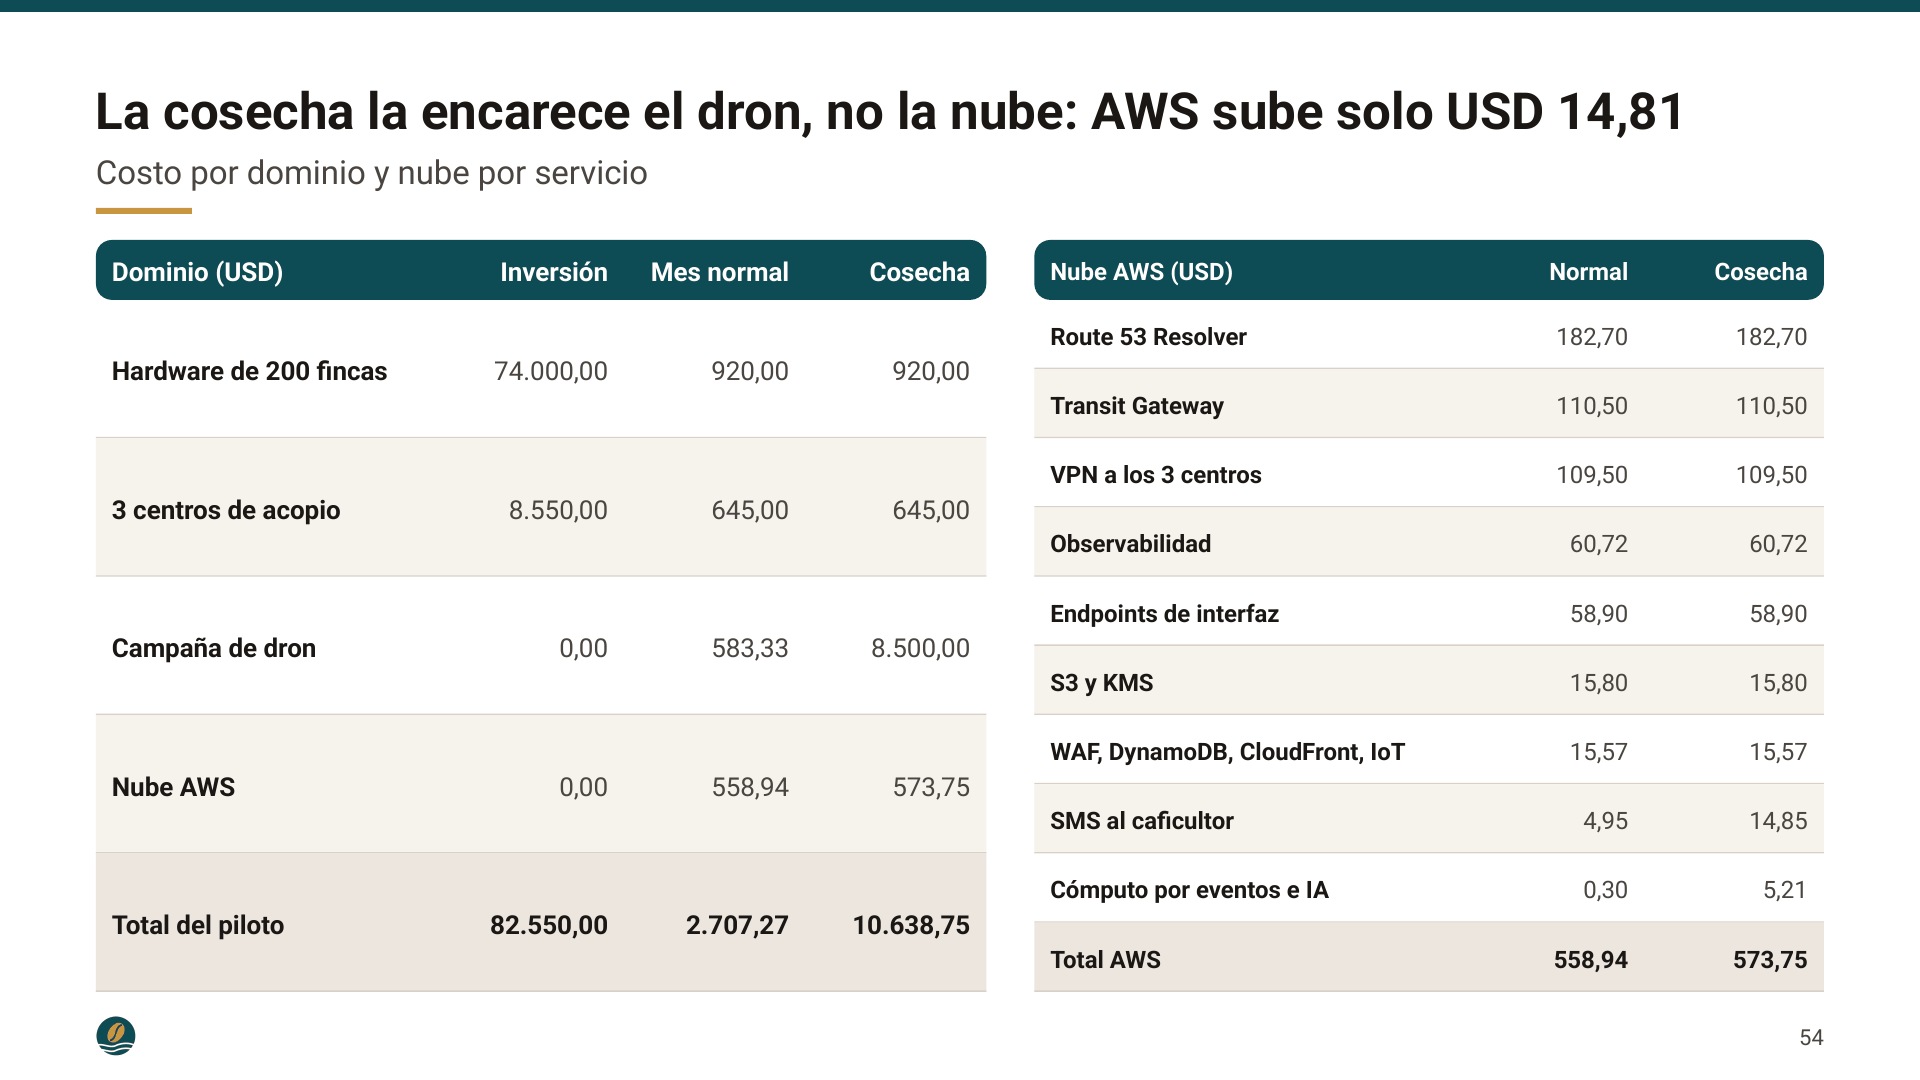 La cosecha la encarece el dron, no la nube: AWS sube solo USD 14,81
Costo por dominio y nube por servicio
Dominio (USD) Inversión Mes normal Cosecha
Hardware de 200 fincas 74.000,00 920,00 920,00
3 centros de acopio 8.550,00 645,00 645,00
Campaña de dron 0,00 583,33 8.500,00
Nube AWS 0,00 558,94 573,75
Total del piloto 82.550,00 2.707,27 10.638,75
Nube AWS (USD) Normal Cosecha
Route 53 Resolver 182,70 182,70
Transit Gateway 110,50 110,50
VPN a los 3 centros 109,50 109,50
Observabilidad 60,72 60,72
Endpoints de interfaz 58,90 58,90
S3 y KMS 15,80 15,80
WAF, DynamoDB, CloudFront, IoT 15,57 15,57
SMS al caficultor 4,95 14,85
Cómputo por eventos e IA 0,30 5,21
Total AWS 558,94 573,75
54